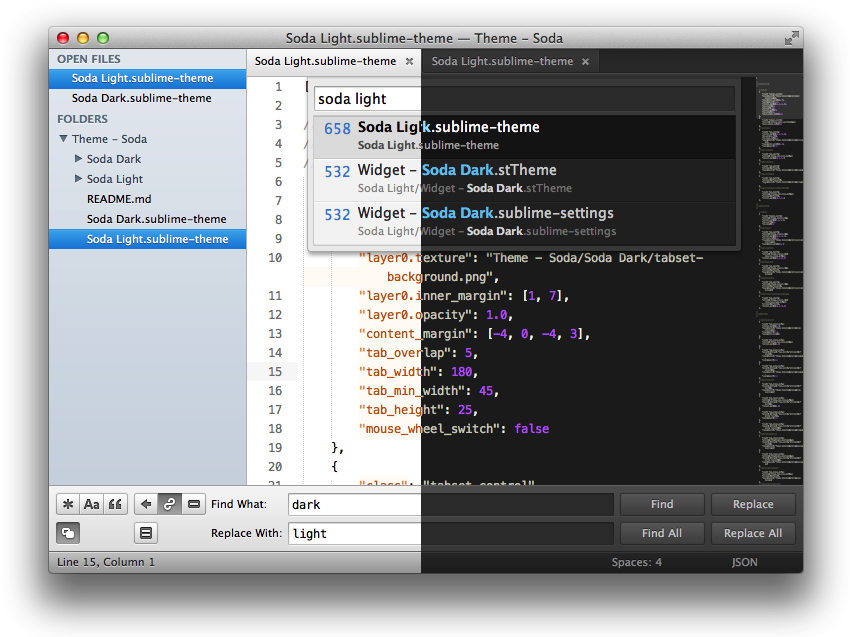 Soda Light.sublime-theme — Theme – Soda
OPEN FILES
Soda Light.sublime-theme
Soda Dark.sublime-theme
FOLDERS
Theme – Soda
Soda Dark
Soda Light
README.md
Soda Dark.sublime-theme
Soda Light.sublime-theme
Soda Light.sublime-theme ×
Soda Light.sublime-theme ×
soda light
658 Soda Light.sublime-theme
Soda Light.sublime-theme
532 Widget – Soda Dark.stTheme
Soda Light/Widget – Soda Dark.stTheme
532 Widget – Soda Dark.sublime-settings
Soda Light/Widget – Soda Dark.sublime-settings
1 [
2
3 /
4 /
5 /
6
7
8
9
10 "layer0.texture": "Theme - Soda/Soda Dark/tabset-
background.png",
11 "layer0.inner_margin": [1, 7],
12 "layer0.opacity": 1.0,
13 "content_margin": [-4, 0, -4, 3],
14 "tab_overlap": 5,
15 "tab_width": 180,
16 "tab_min_width": 45,
17 "tab_height": 25,
18 "mouse_wheel_switch": false
19 },
20 {
21 "class": "tabset_control"
* Aa “ Find What: dark Find Replace
Replace With: light Find All Replace All
Line 15, Column 1 Spaces: 4 JSON